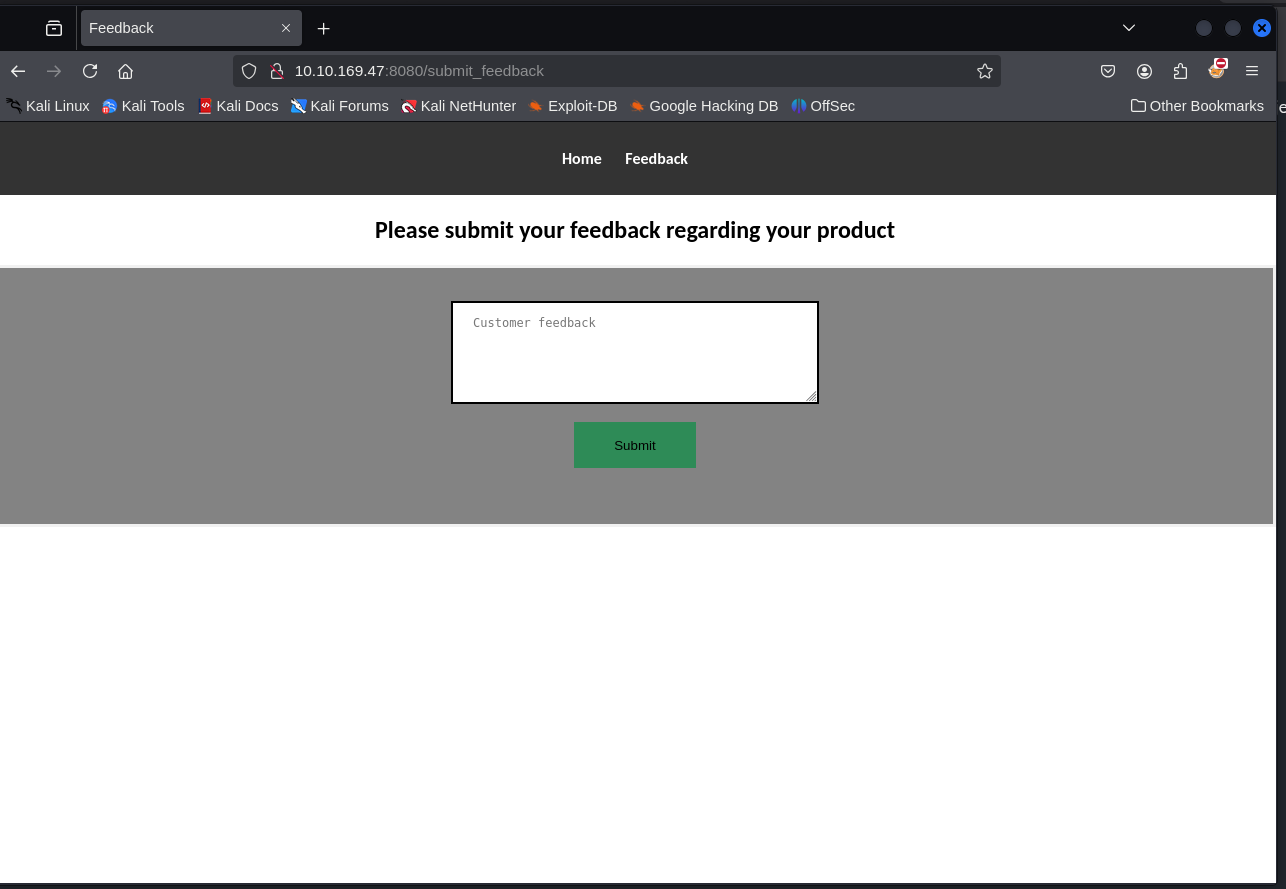 Feedback
10.10.169.47:8080/submit_feedback
Kali Linux Kali Tools Kali Docs Kali Forums Kali NetHunter Exploit-DB Google Hacking DB OffSec Other Bookmarks
Home Feedback
Please submit your feedback regarding your product
Customer feedback
Submit